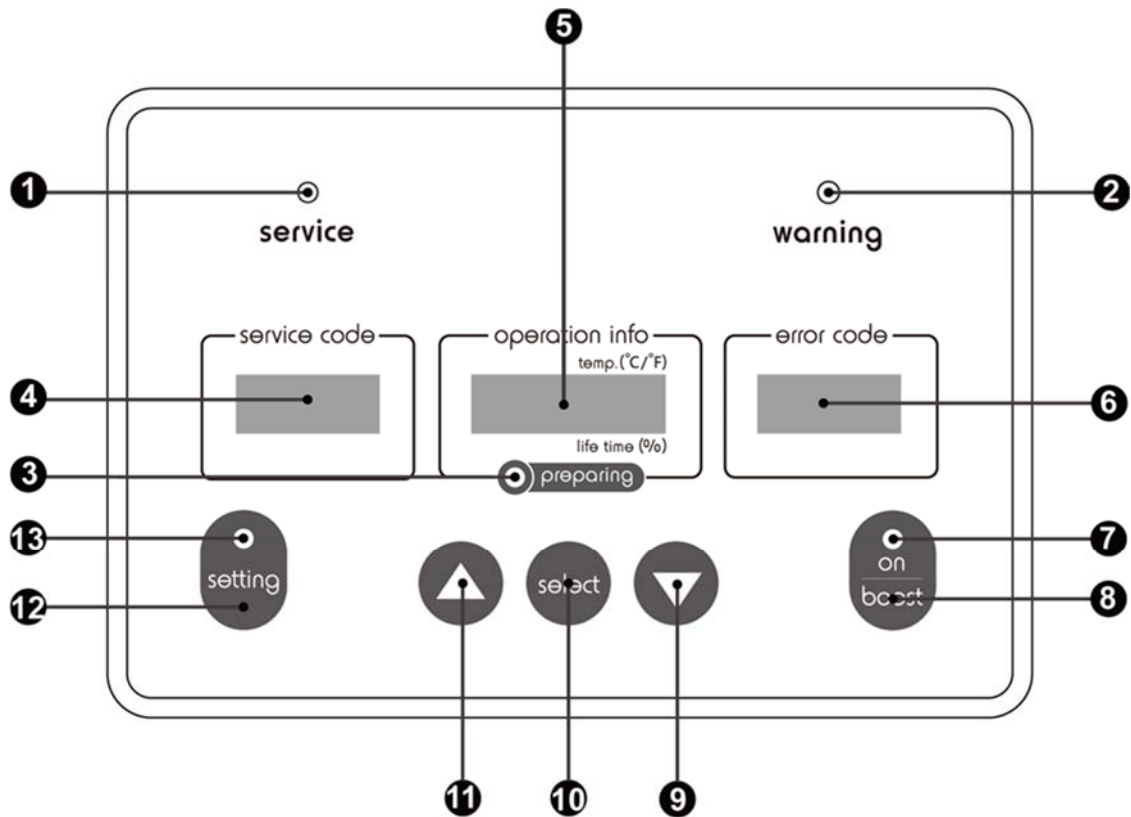 5
1
2
service
warning
service code
operation info
error code
temp.(°C/°F)
4
6
life time (%)
3
preparing
13
7
setting
select
on
12
boost
8
11
10
9